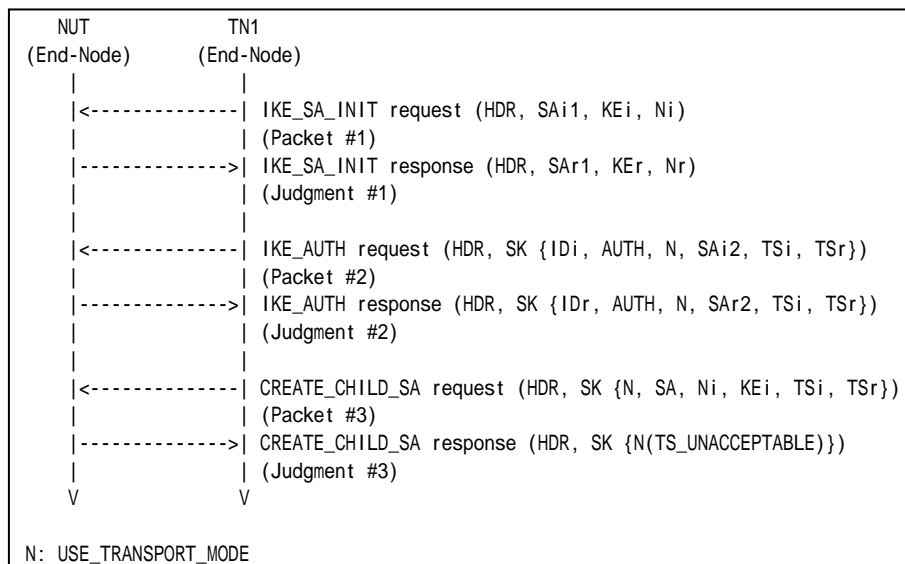 NUT TN1
(End-Node) (End-Node)
| |
|<--------------| IKE_SA_INIT request (HDR, SAi1, KEi, Ni)
| | (Packet #1)
|-------------->| IKE_SA_INIT response (HDR, SAr1, KEr, Nr)
| | (Judgment #1)
| |
|<--------------| IKE_AUTH request (HDR, SK {IDi, AUTH, N, SAi2, TSi, TSr})
| | (Packet #2)
|-------------->| IKE_AUTH response (HDR, SK {IDr, AUTH, N, SAr2, TSi, TSr})
| | (Judgment #2)
| |
|<--------------| CREATE_CHILD_SA request (HDR, SK {N, SA, Ni, KEi, TSi, TSr})
| | (Packet #3)
|-------------->| CREATE_CHILD_SA response (HDR, SK {N(TS_UNACCEPTABLE)})
| | (Judgment #3)
V V
N: USE_TRANSPORT_MODE